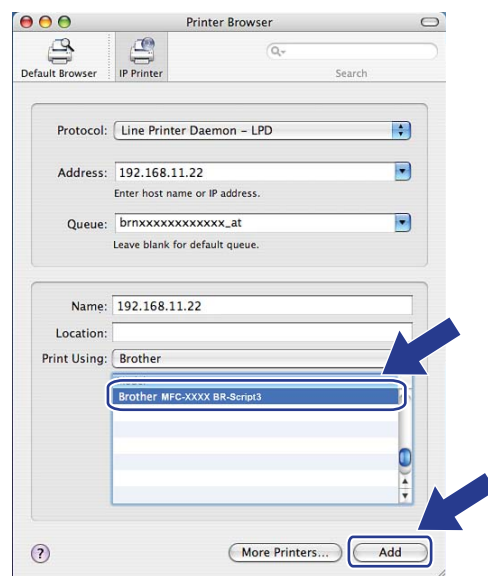 Printer Browser
Default Browser
IP Printer
Search
Protocol: Line Printer Daemon – LPD
Address: 192.168.11.22
Enter host name or IP address.
Queue: brnxxxxxxxxxxxx_at
Leave blank for default queue.
Name: 192.168.11.22
Location:
Print Using: Brother
Brother MFC-XXXX BR-Script3
? More Printers... Add